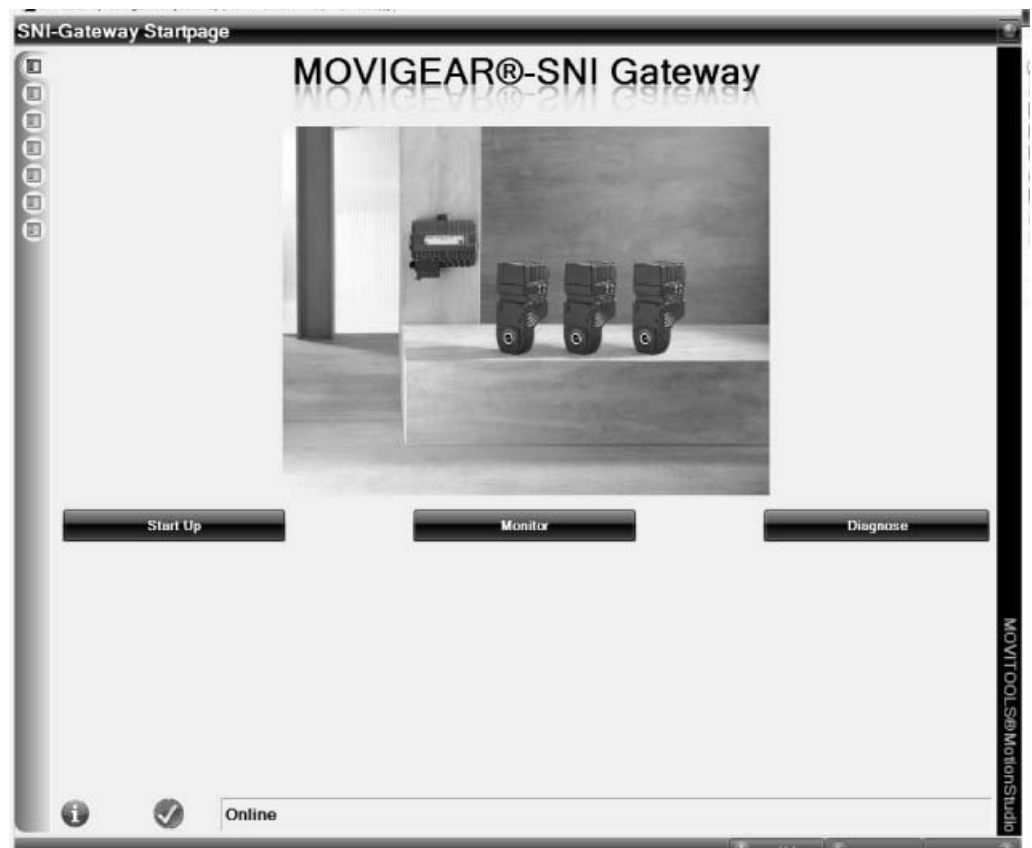 SNI-Gateway Startpage
MOVIGEAR®-SNI Gateway
Start Up
Monitor
Diagnose
MOVITOOLS®MotionStudio
Online